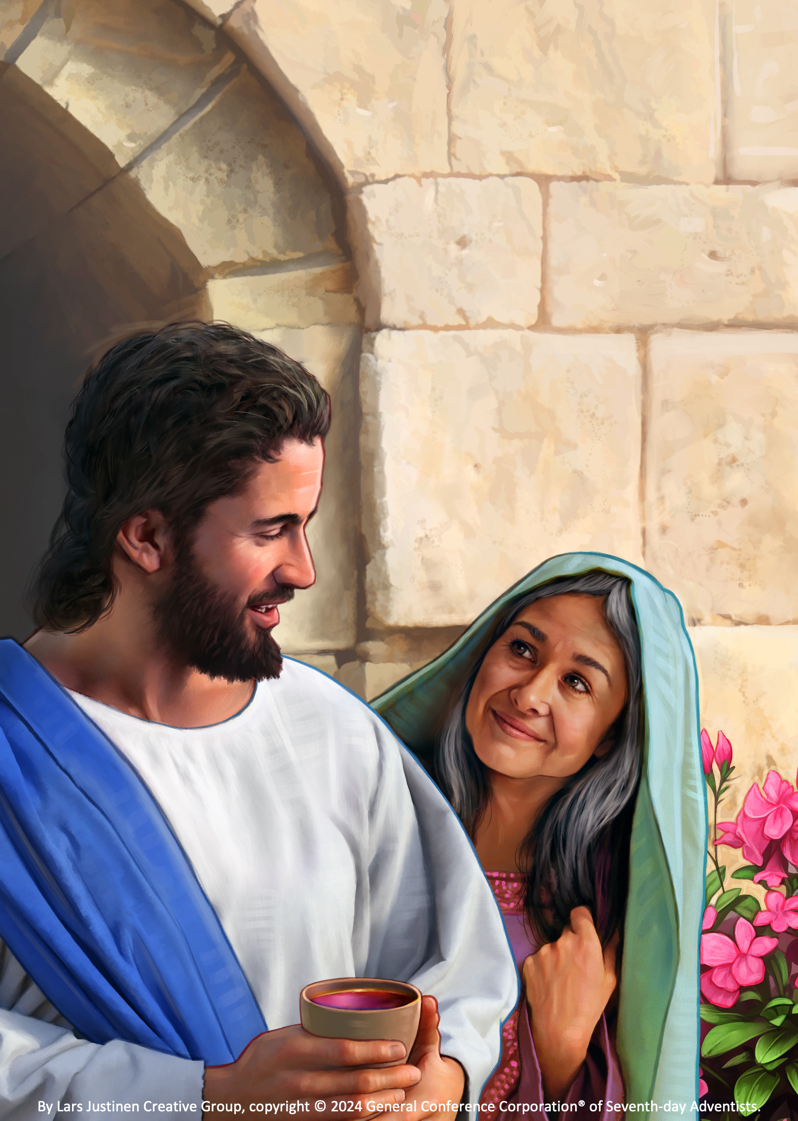 By Lars Justinen Creative Group, copyright © 2024 General Conference Corporation® of Seventh-day Adventists.